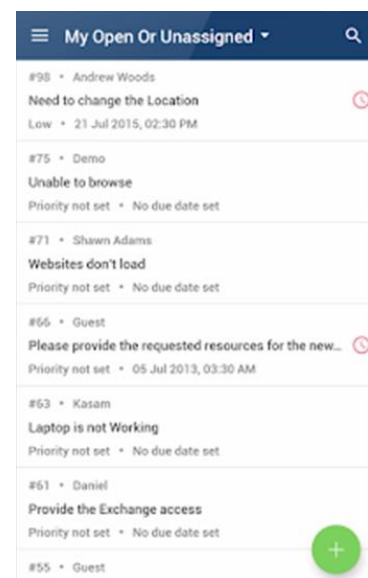 My Open Or Unassigned
#98 • Andrew Woods
Need to change the Location
Low • 21 Jul 2015, 02:30 PM
#75 • Demo
Unable to browse
Priority not set • No due date set
#71 • Shawn Adams
Websites don't load
Priority not set • No due date set
#66 • Guest
Please provide the requested resources for the new...
Priority not set • 05 Jul 2013, 03:30 AM
#63 • Kasam
Laptop is not Working
Priority not set • No due date set
#61 • Daniel
Provide the Exchange access
Priority not set • No due date set
#55 • Guest